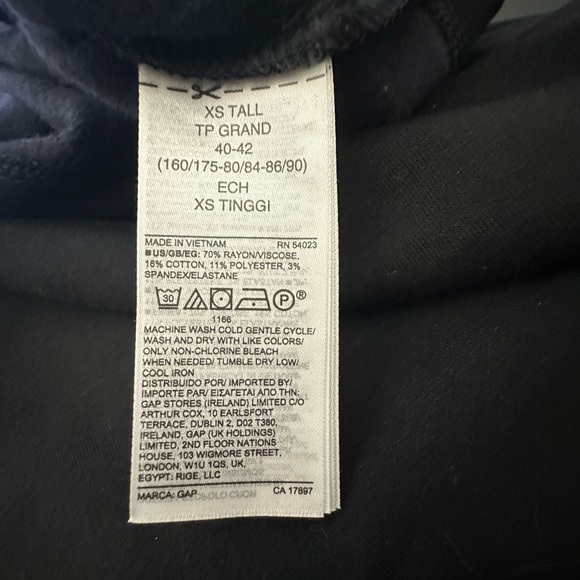 XS TALL
TP GRAND
40-42
(160/175-80/84-86/90)
ECH
XS TINGGI
MADE IN VIETNAM RN 54023
■US/GB/EG: 70% RAYON/VISCOSE,
16% COTTON, 11% POLYESTER, 3%
SPANDEX/ELASTANE
30 P®
1166
MACHINE WASH COLD GENTLE CYCLE/
WASH AND DRY WITH LIKE COLORS/
ONLY NON-CHLORINE BLEACH
WHEN NEEDED/ TUMBLE DRY LOW/
COOL IRON
DISTRIBUIDO POR/ IMPORTED BY/
IMPORTE PAR/ ΕΙΣΑΓΕΤΑΙ ΑΠΟ ΤΗΝ:
GAP STORES (IRELAND) LIMITED C/O
ARTHUR COX, 10 EARLSFORT
TERRACE, DUBLIN 2, D02 T380,
IRELAND, GAP (UK HOLDINGS)
LIMITED, 2ND FLOOR NATIONS
HOUSE, 103 WIGMORE STREET,
LONDON, W1U 1QS, UK,
EGYPT: RIGE, LLC
MARCA: GAP CA 17897